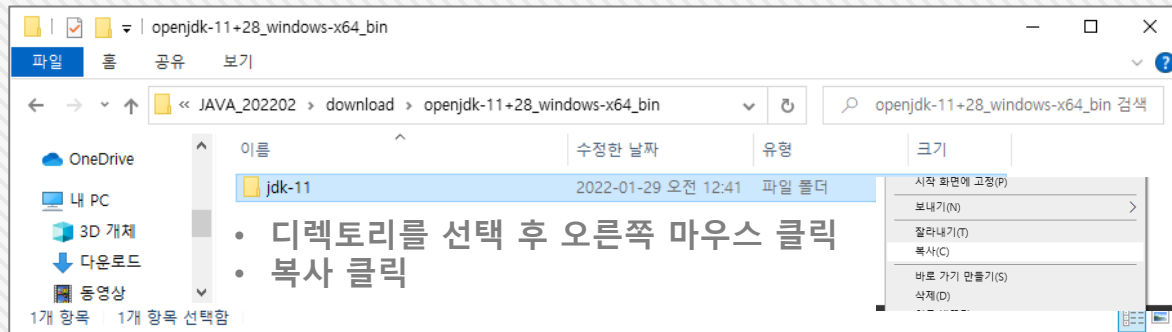 openjdk-11+28_windows-x64_bin
파일 홈 공유 보기
« JAVA_202202 › download › openjdk-11+28_windows-x64_bin
openjdk-11+28_windows-x64_bin 검색
이름 수정한 날짜 유형 크기
OneDrive
내 PC
3D 개체
다운로드
동영상
jdk-11 2022-01-29 오전 12:41 파일 폴더
• 디렉토리를 선택 후 오른쪽 마우스 클릭
• 복사 클릭
시작 화면에 고정(P)
보내기(N)
잘라내기(T)
복사(C)
바로 가기 만들기(S)
삭제(D)
1개 항목 1개 항목 선택함